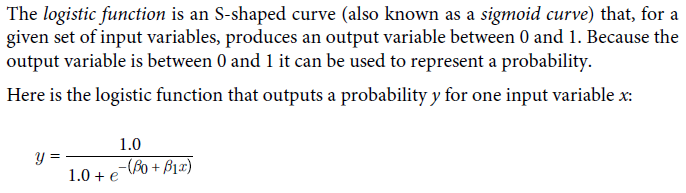 The logistic function is an S-shaped curve (also known as a sigmoid curve) that, for a
given set of input variables, produces an output variable between 0 and 1. Because the
output variable is between 0 and 1 it can be used to represent a probability.
Here is the logistic function that outputs a probability y for one input variable x:
y = 1.0 / (1.0 + e^-(β0 + β1x))